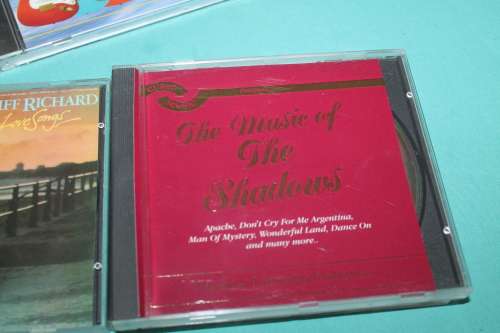 IFF RICHARD
Love Songs
The Music of
The
Shadows
Apache, Don't Cry For Me Argentina,
Man Of Mystery, Wonderful Land, Dance On
and many more..